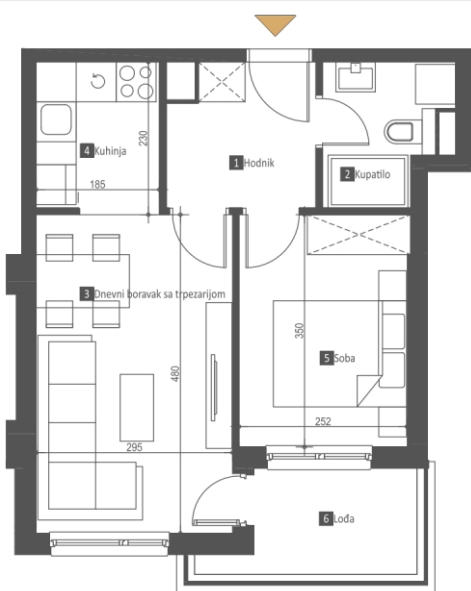 4 Kuhinja
230
185
1 Hodnik
2 Kupatilo
3 Dnevni boravak sa trpezarijom
480
295
350
5 Soba
252
6 Lođa